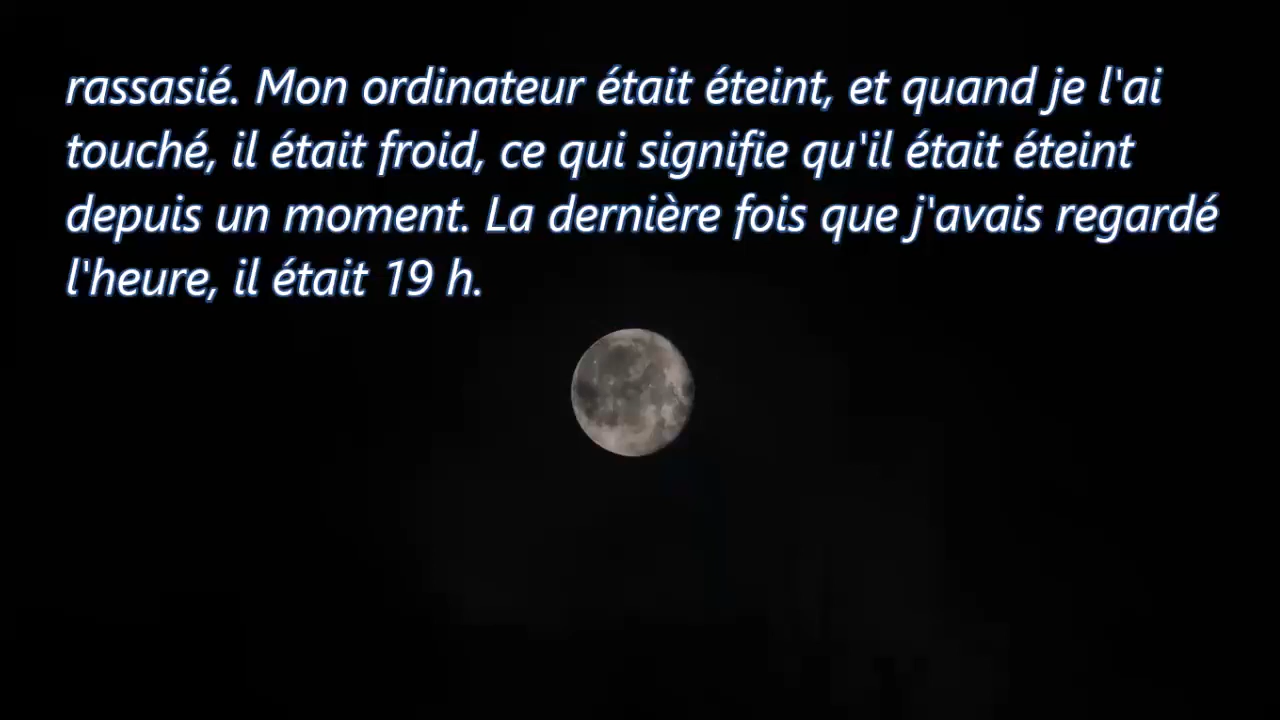 rassasié. Mon ordinateur était éteint, et quand je l'ai
touché, il était froid, ce qui signifie qu'il était éteint
depuis un moment. La dernière fois que j'avais regardé
l'heure, il était 19 h.